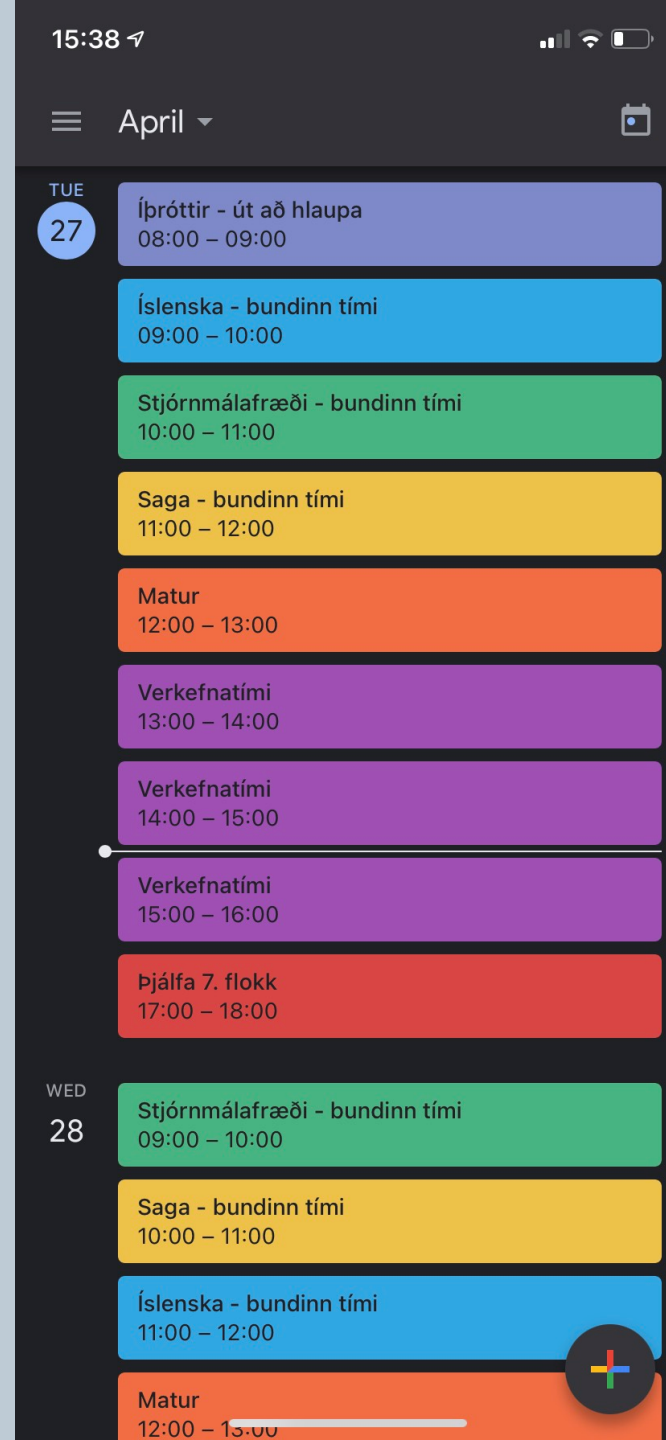 15:38
April
TUE
27
Íþróttir - út að hlaupa
08:00 – 09:00
Íslenska - bundinn tími
09:00 – 10:00
Stjórnmálafræði - bundinn tími
10:00 – 11:00
Saga - bundinn tími
11:00 – 12:00
Matur
12:00 – 13:00
Verkefnatími
13:00 – 14:00
Verkefnatími
14:00 – 15:00
Verkefnatími
15:00 – 16:00
Þjálfa 7. flokk
17:00 – 18:00
WED
28
Stjórnmálafræði - bundinn tími
09:00 – 10:00
Saga - bundinn tími
10:00 – 11:00
Íslenska - bundinn tími
11:00 – 12:00
Matur
12:00 – 13:00